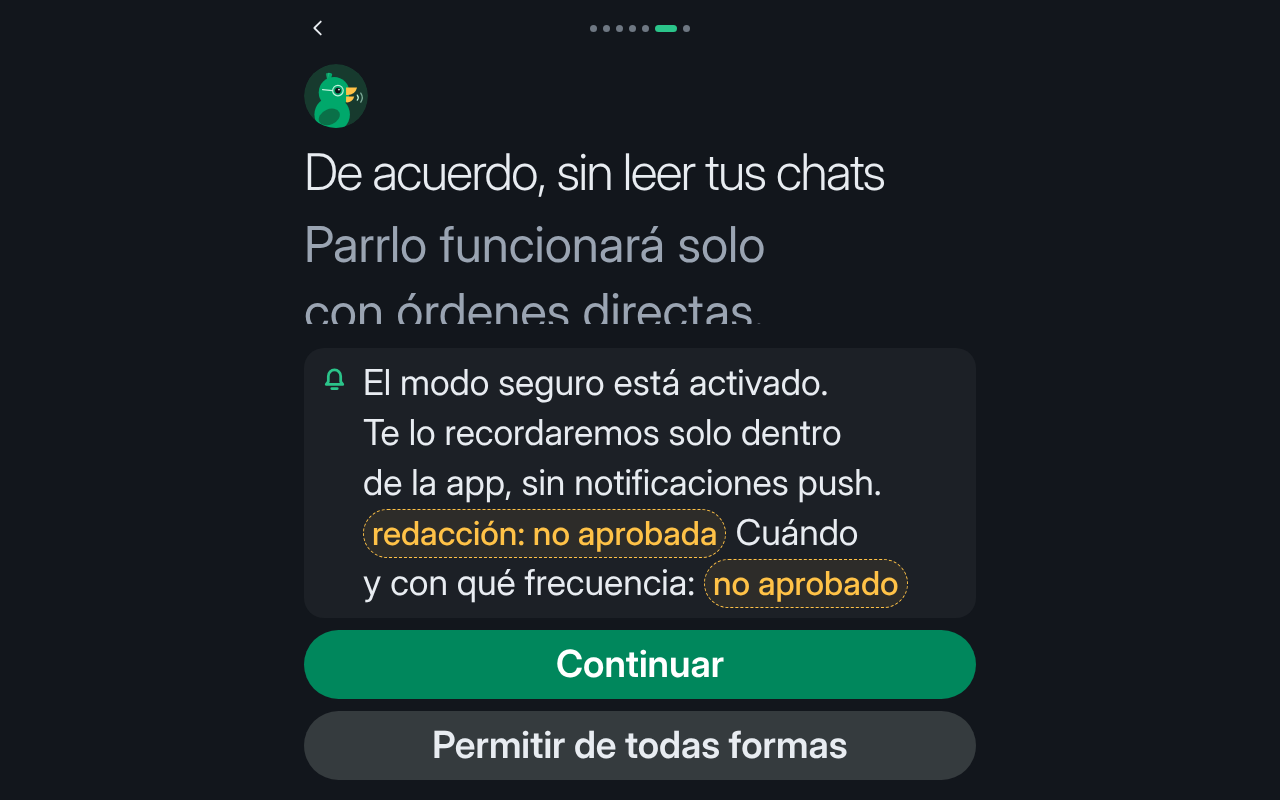 De acuerdo, sin leer tus chats
Parrlo funcionará solo
con órdenes directas.
El modo seguro está activado.
Te lo recordaremos solo dentro
de la app, sin notificaciones push.
redacción: no aprobada Cuándo
y con qué frecuencia: no aprobado
Continuar
Permitir de todas formas